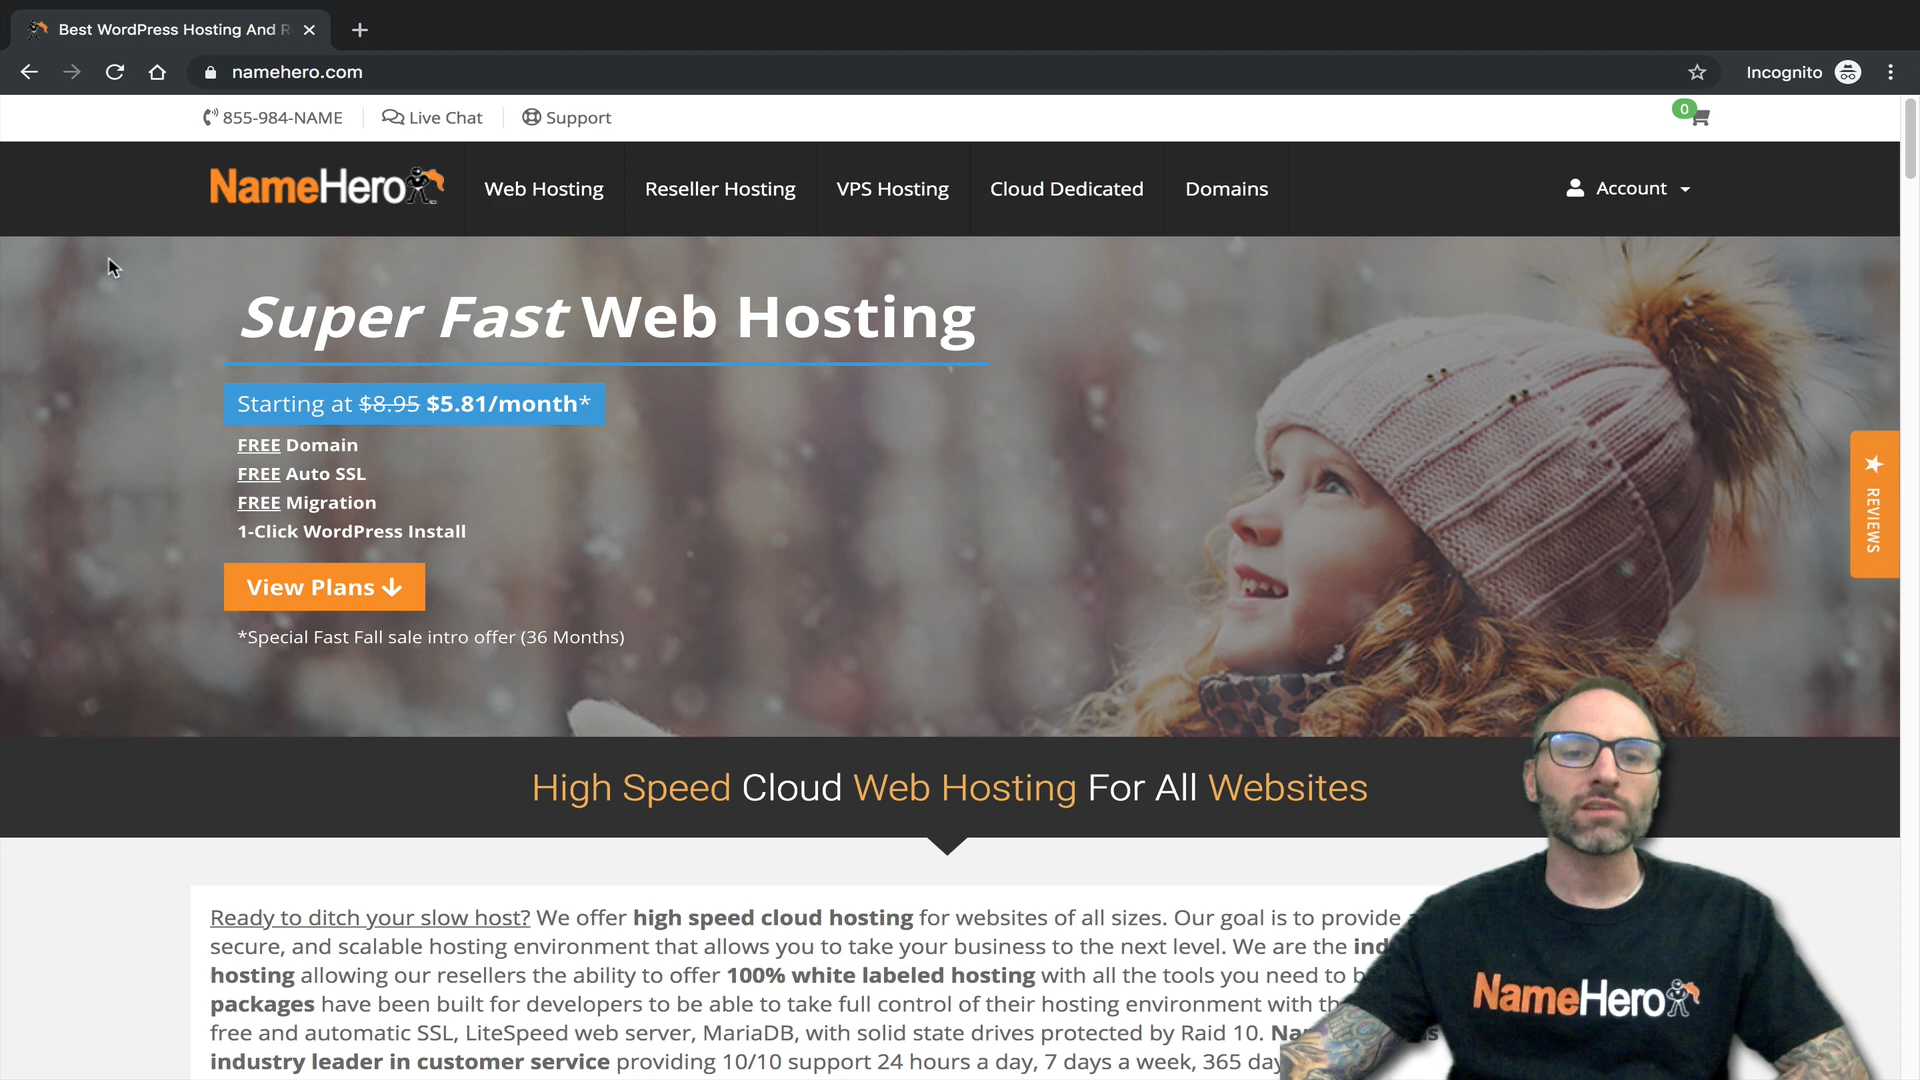 Best WordPress Hosting And R
namehero.com
Incognito
855-984-NAME
Live Chat
Support
0
NameHero
Web Hosting
Reseller Hosting
VPS Hosting
Cloud Dedicated
Domains
Account
Super Fast Web Hosting
Starting at $8.95 $5.81/month*
FREE Domain
FREE Auto SSL
FREE Migration
1-Click WordPress Install
View Plans
*Special Fast Fall sale intro offer (36 Months)
REVIEWS
High Speed Cloud Web Hosting For All Websites
Ready to ditch your slow host? We offer high speed cloud hosting for websites of all sizes. Our goal is to provide
secure, and scalable hosting environment that allows you to take your business to the next level. We are the
hosting allowing our resellers the ability to offer 100% white labeled hosting with all the tools you need to
packages have been built for developers to be able to take full control of their hosting environment with
free and automatic SSL, LiteSpeed web server, MariaDB, with solid state drives protected by Raid 10.
industry leader in customer service providing 10/10 support 24 hours a day, 7 days a week, 365
NameHero